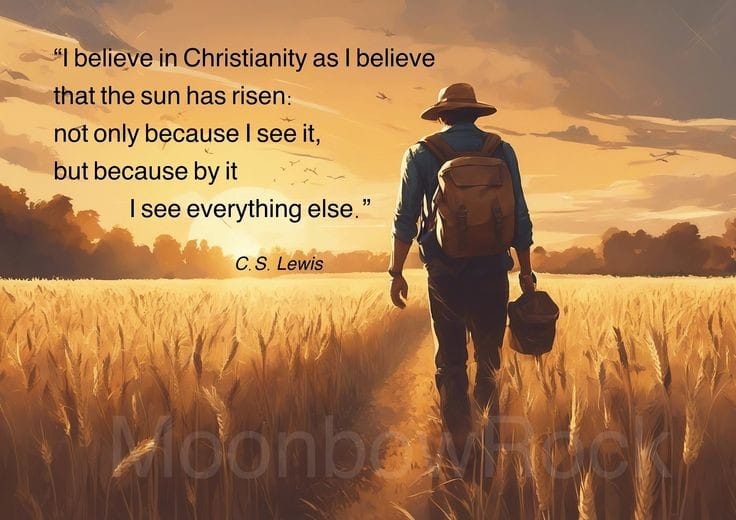 “I believe in Christianity as I believe
that the sun has risen:
not only because I see it,
but because by it
I see everything else.”
C. S. Lewis
MoonbowRock